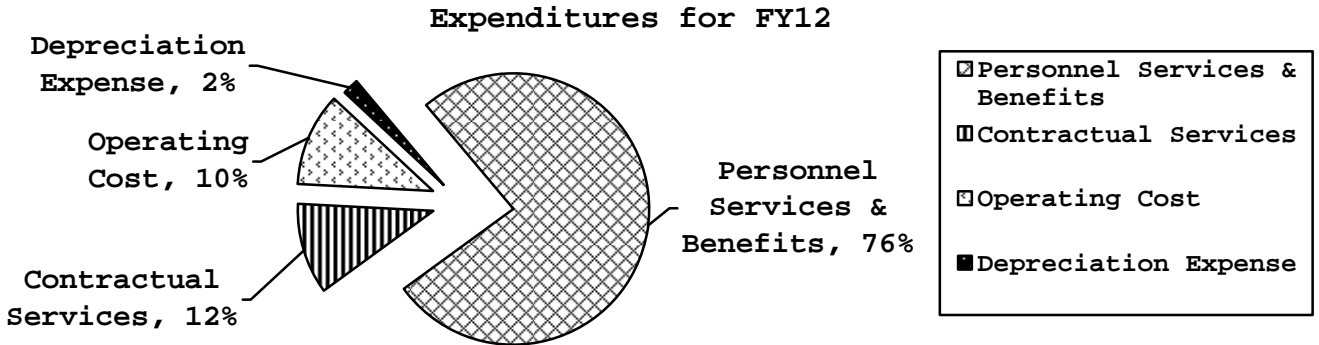 Expenditures for FY12
Depreciation
Expense, 2%
Operating
Cost, 10%
Contractual
Services, 12%
Personnel
Services &
Benefits, 76%
Personnel Services &
Benefits
Contractual Services
Operating Cost
Depreciation Expense